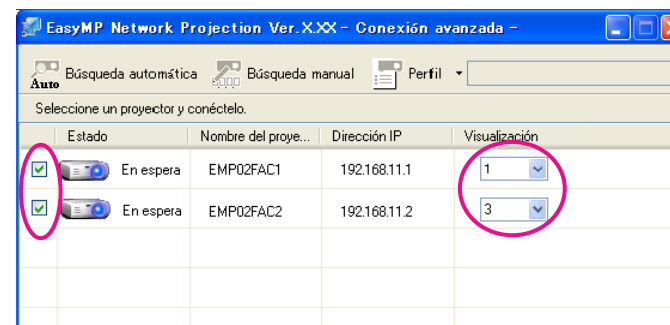 EasyMP Network Projection Ver.X.XX - Conexión avanzada -
Auto Búsqueda automática Búsqueda manual Perfil
Seleccione un proyector y conéctelo.
Estado Nombre del proye... Dirección IP Visualización
En espera EMP02FAC1 192.168.11.1 1
En espera EMP02FAC2 192.168.11.2 3